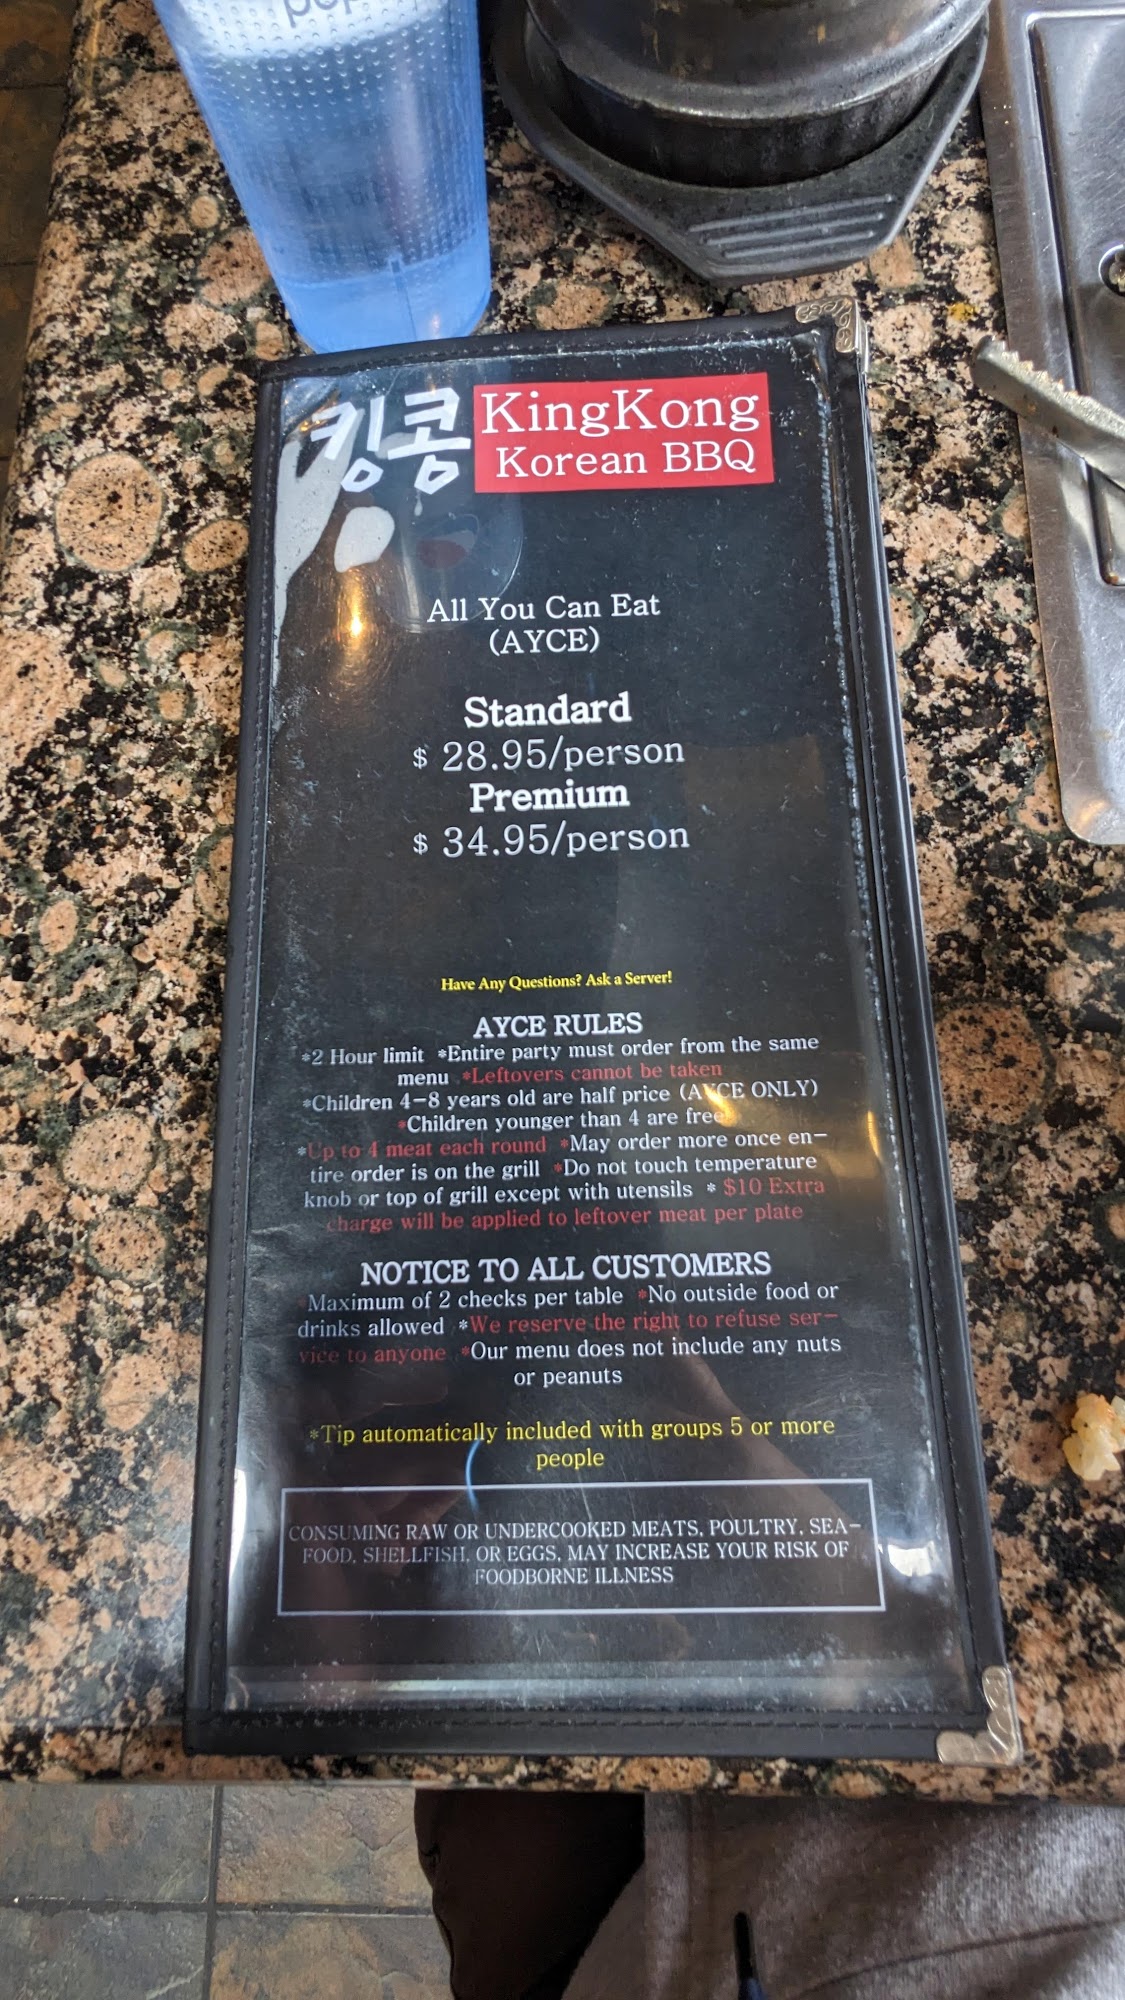 킹콩 KingKong
Korean BBQ
All You Can Eat
(AYCE)
Standard
$ 28.95/person
Premium
$ 34.95/person
Have Any Questions? Ask a Server!
AYCE RULES
*2 Hour limit *Entire party must order from the same
menu *Leftovers cannot be taken
*Children 4-8 years old are half price (AYCE ONLY)
*Children younger than 4 are free
*Up to 4 meat each round *May order more once en-
tire order is on the grill *Do not touch temperature
knob or top of grill except with utensils * $10 Extra
charge will be applied to leftover meat per plate
NOTICE TO ALL CUSTOMERS
*Maximum of 2 checks per table *No outside food or
drinks allowed *We reserve the right to refuse ser-
vice to anyone *Our menu does not include any nuts
or peanuts
*Tip automatically included with groups 5 or more
people
CONSUMING RAW OR UNDERCOOKED MEATS, POULTRY, SEA-
FOOD, SHELLFISH, OR EGGS, MAY INCREASE YOUR RISK OF
FOODBORNE ILLNESS